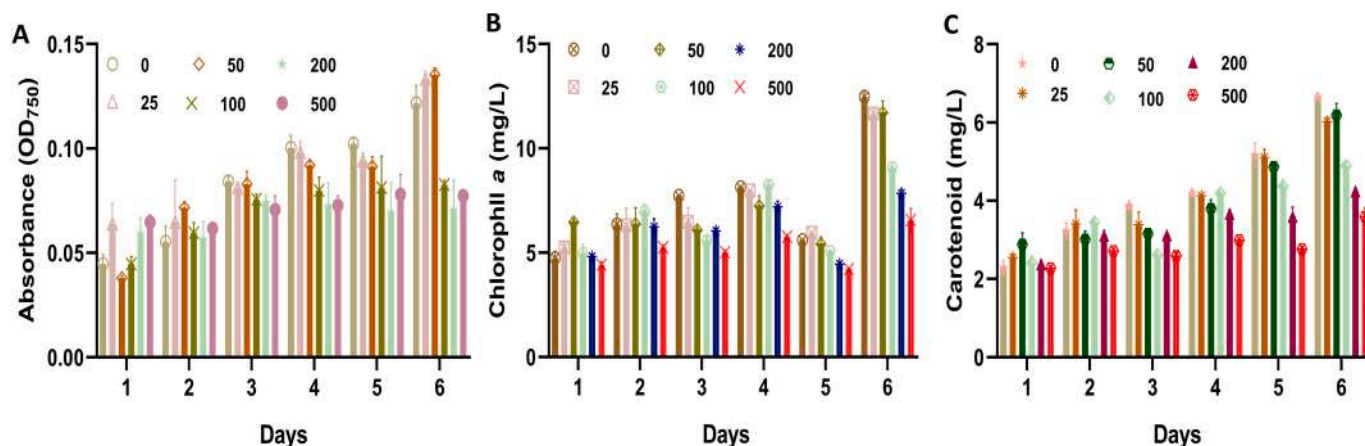 A
0.15
0.10
0.05
0.00
Absorbance (OD750)
0 50 200
25 100 500
1 2 3 4 5 6
Days
B
15
10
5
0
Chlorophll a (mg/L)
0 50 200
25 100 500
1 2 3 4 5 6
Days
C
8
6
4
2
0
Carotenoid (mg/L)
0 50 200
25 100 500
1 2 3 4 5 6
Days